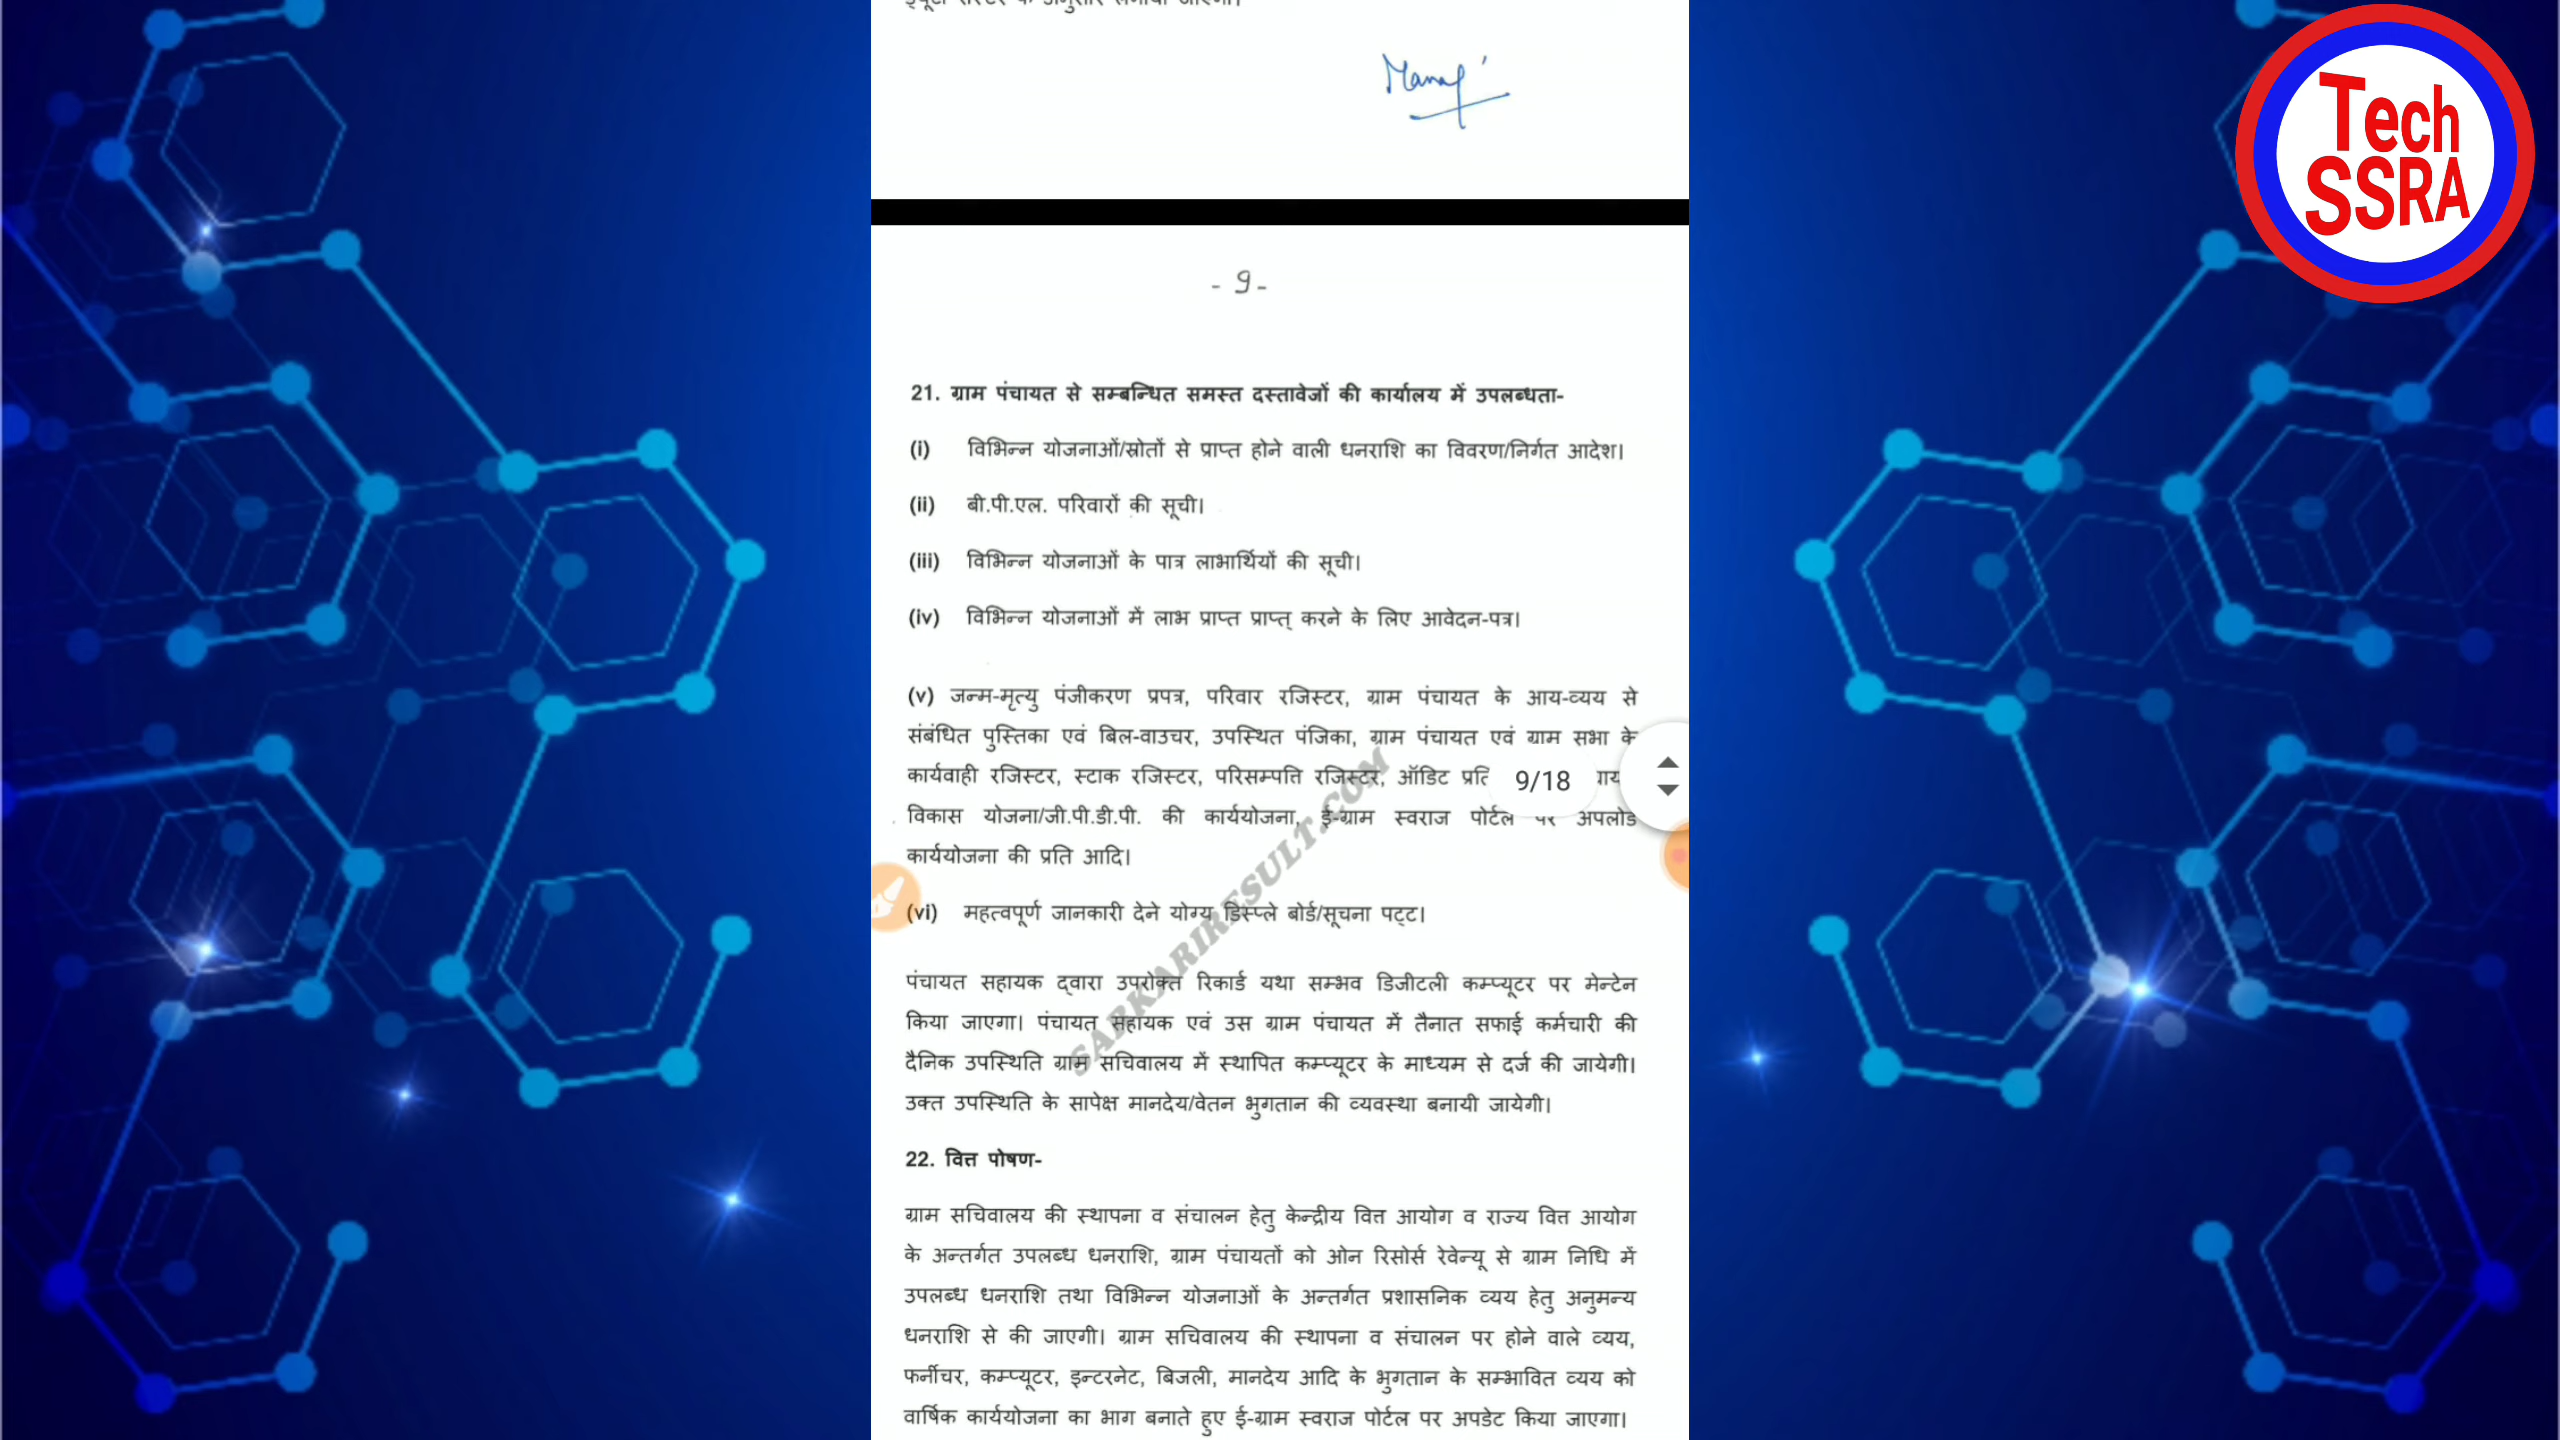 Tech
SSRA
- 9 -
21. ग्राम पंचायत से सम्बन्धित समस्त दस्तावेजों की कार्यालय में उपलब्धता-
(i) विभिन्न योजनाओं/स्रोतों से प्राप्त होने वाली धनराशि का विवरण/निर्गत आदेश।
(ii) बी.पी.एल. परिवारों की सूची।
(iii) विभिन्न योजनाओं के पात्र लाभार्थियों की सूची।
(iv) विभिन्न योजनाओं में लाभ प्राप्त प्राप्त् करने के लिए आवेदन-पत्र।
(v) जन्म-मृत्यु पंजीकरण प्रपत्र, परिवार रजिस्टर, ग्राम पंचायत के आय-व्यय से
संबंधित पुस्तिका एवं बिल-वाउचर, उपस्थित पंजिका, ग्राम पंचायत एवं ग्राम सभा के
कार्यवाही रजिस्टर, स्टाक रजिस्टर, परिसम्पत्ति रजिस्टर, ऑडिट
9/18
विकास योजना/जी.पी.डी.पी. की कार्ययोजना, ई-ग्राम स्वराज पोर्टल पर अपलोड
कार्ययोजना की प्रति आदि।
(vi) महत्वपूर्ण जानकारी देने योग्य डिस्प्ले बोर्ड/सूचना पट्ट।
SARKARIRESULT.COM
पंचायत सहायक द्वारा उपरोक्त रिकार्ड यथा सम्भव डिजीटली कम्प्यूटर पर मेन्टेन
किया जाएगा। पंचायत सहायक एवं उस ग्राम पंचायत में तैनात सफाई कर्मचारी की
दैनिक उपस्थिति ग्राम सचिवालय में स्थापित कम्प्यूटर के माध्यम से दर्ज की जायेगी।
उक्त उपस्थिति के सापेक्ष मानदेय/वेतन भुगतान की व्यवस्था बनायी जायेगी।
22. वित्त पोषण-
ग्राम सचिवालय की स्थापना व संचालन हेतु केन्द्रीय वित्त आयोग व राज्य वित्त आयोग
के अन्तर्गत उपलब्ध धनराशि, ग्राम पंचायतों को ओन रिसोर्स रेवेन्यू से ग्राम निधि में
उपलब्ध धनराशि तथा विभिन्न योजनाओं के अन्तर्गत प्रशासनिक व्यय हेतु अनुमन्य
धनराशि से की जाएगी। ग्राम सचिवालय की स्थापना व संचालन पर होने वाले व्यय,
फर्नीचर, कम्प्यूटर, इन्टरनेट, बिजली, मानदेय आदि के भुगतान के सम्भावित व्यय को
वार्षिक कार्ययोजना का भाग बनाते हुए ई-ग्राम स्वराज पोर्टल पर अपडेट किया जाएगा।